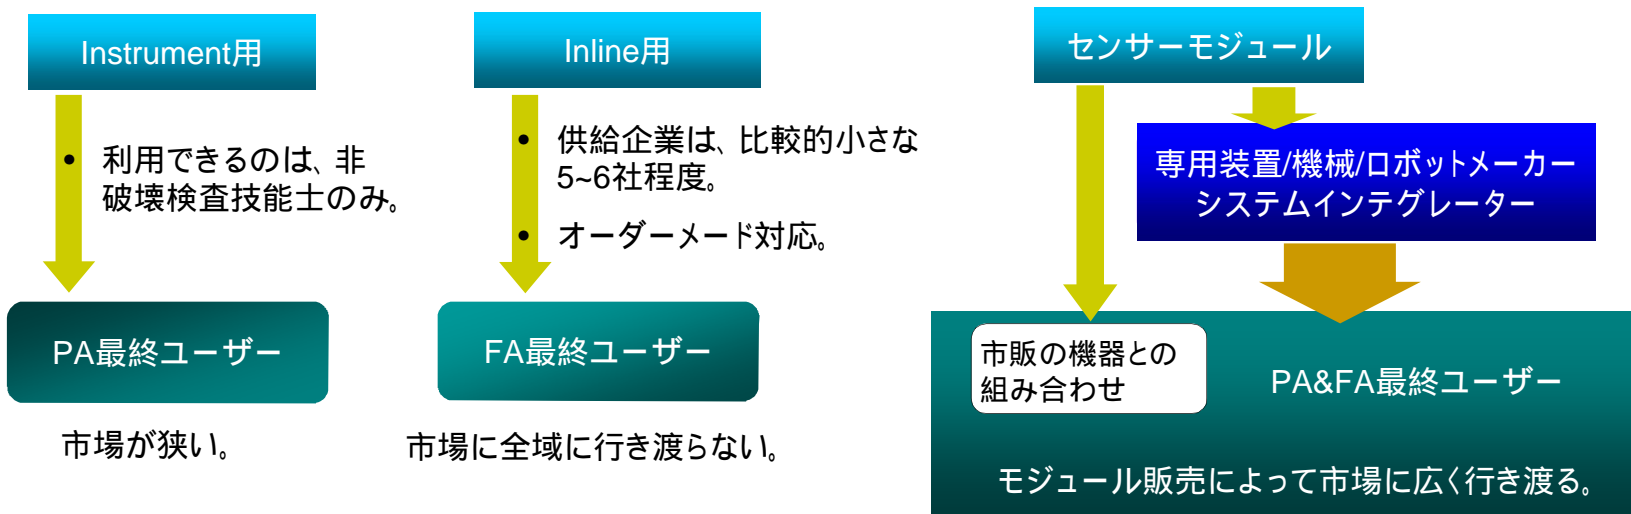 Instrument用
• 利用できるのは、非
破壊検査技能士のみ。
PA最終ユーザー
市場が狭い。
Inline用
• 供給企業は、比較的小さな
5~6社程度。
• オーダーメード対応。
FA最終ユーザー
市場に全域に行き渡らない。
センサーモジュール
専用装置/機械/ロボットメーカー
システムインテグレーター
市販の機器との
組み合わせ
PA&FA最終ユーザー
モジュール販売によって市場に広く行き渡る。